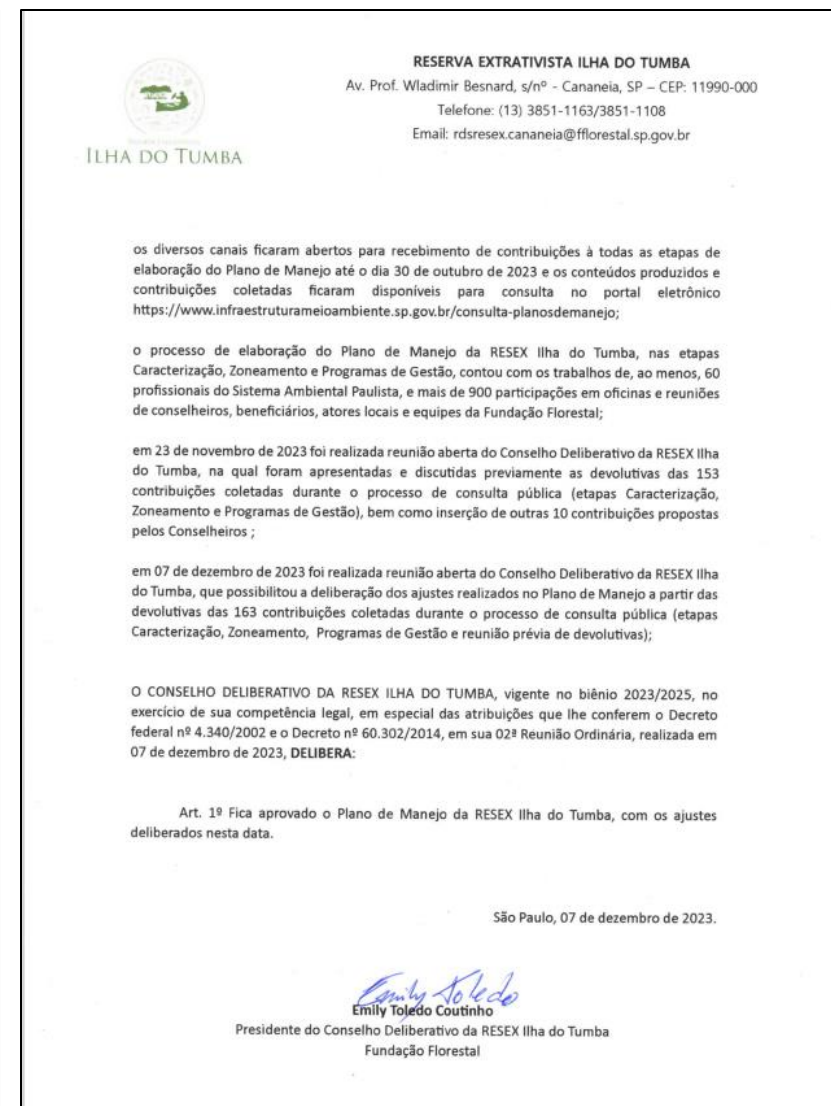 RESERVA EXTRATIVISTA ILHA DO TUMBA
Av. Prof. Wladimir Besnard, s/nº - Cananeia, SP – CEP: 11990-000
Telefone: (13) 3851-1163/3851-1108
Email: rdsresex.cananeia@fflorestal.sp.gov.br
ILHA DO TUMBA
os diversos canais ficaram abertos para recebimento de contribuições à todas as etapas de
elaboração do Plano de Manejo até o dia 30 de outubro de 2023 e os conteúdos produzidos e
contribuições coletadas ficaram disponíveis para consulta no portal eletrônico
https://www.infraestruturameioambiente.sp.gov.br/consulta-planosdemanejo;
o processo de elaboração do Plano de Manejo da RESEX Ilha do Tumba, nas etapas
Caracterização, Zoneamento e Programas de Gestão, contou com os trabalhos de, ao menos, 60
profissionais do Sistema Ambiental Paulista, e mais de 900 participações em oficinas e reuniões
de conselheiros, beneficiários, atores locais e equipes da Fundação Florestal;
em 23 de novembro de 2023 foi realizada reunião aberta do Conselho Deliberativo da RESEX Ilha
do Tumba, na qual foram apresentadas e discutidas previamente as devolutivas das 153
contribuições coletadas durante o processo de consulta pública (etapas Caracterização,
Zoneamento e Programas de Gestão), bem como inserção de outras 10 contribuições propostas
pelos Conselheiros ;
em 07 de dezembro de 2023 foi realizada reunião aberta do Conselho Deliberativo da RESEX Ilha
do Tumba, que possibilitou a deliberação dos ajustes realizados no Plano de Manejo a partir das
devolutivas das 163 contribuições coletadas durante o processo de consulta pública (etapas
Caracterização, Zoneamento, Programas de Gestão e reunião prévia de devolutivas);
O CONSELHO DELIBERATIVO DA RESEX ILHA DO TUMBA, vigente no biênio 2023/2025, no
exercício de sua competência legal, em especial das atribuições que lhe conferem o Decreto
federal nº 4.340/2002 e o Decreto nº 60.302/2014, em sua 02ª Reunião Ordinária, realizada em
07 de dezembro de 2023, DELIBERA:
Art. 1º Fica aprovado o Plano de Manejo da RESEX Ilha do Tumba, com os ajustes
deliberados nesta data.
São Paulo, 07 de dezembro de 2023.
Emily Toledo
Emily Toledo Coutinho
Presidente do Conselho Deliberativo da RESEX Ilha do Tumba
Fundação Florestal